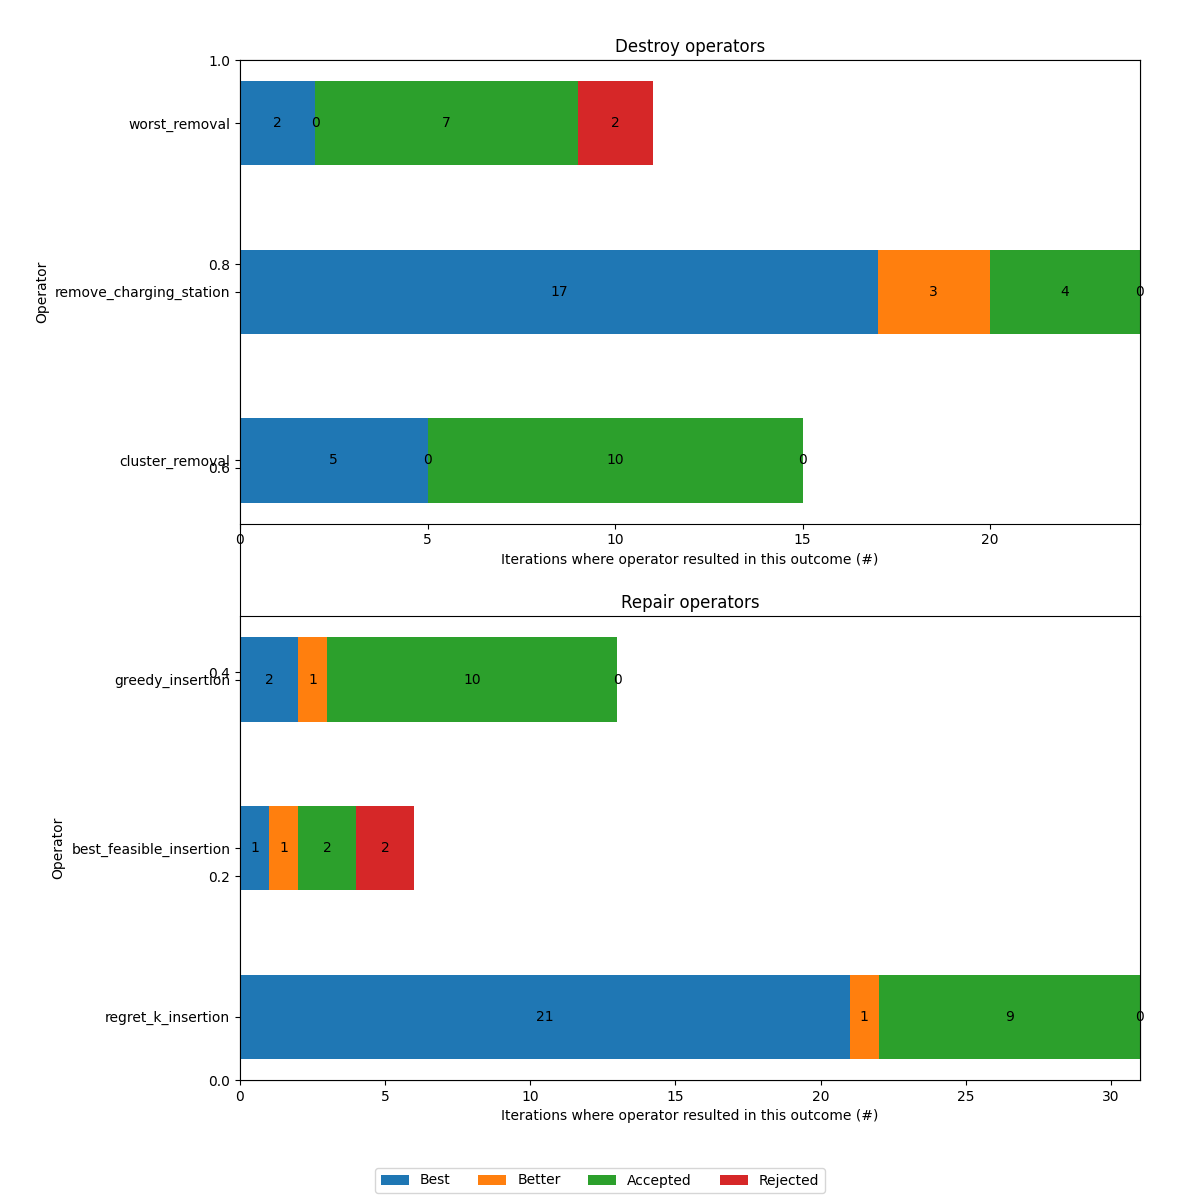 Destroy operators
1.0
worst_removal
2 0 7 2
0.8
Operator
remove_charging_station
17 3 4 0
cluster_removal
5 0 10 0
0.6
0 5 10 15 20
Iterations where operator resulted in this outcome (#)
Repair operators
0.4
greedy_insertion
2 1 10 0
Operator
best_feasible_insertion
1 1 2 2
0.2
regret_k_insertion
21 1 9 0
0.0
0 5 10 15 20 25 30
Iterations where operator resulted in this outcome (#)
Best Better Accepted Rejected